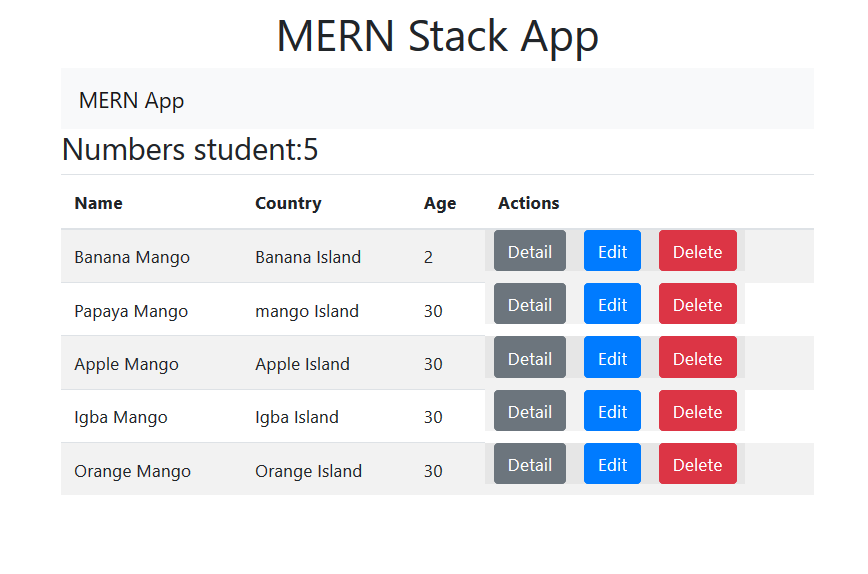 MERN Stack App
MERN App
Numbers student:5
Name Country Age Actions
Banana Mango Banana Island 2 Detail Edit Delete
Papaya Mango mango Island 30 Detail Edit Delete
Apple Mango Apple Island 30 Detail Edit Delete
Igba Mango Igba Island 30 Detail Edit Delete
Orange Mango Orange Island 30 Detail Edit Delete